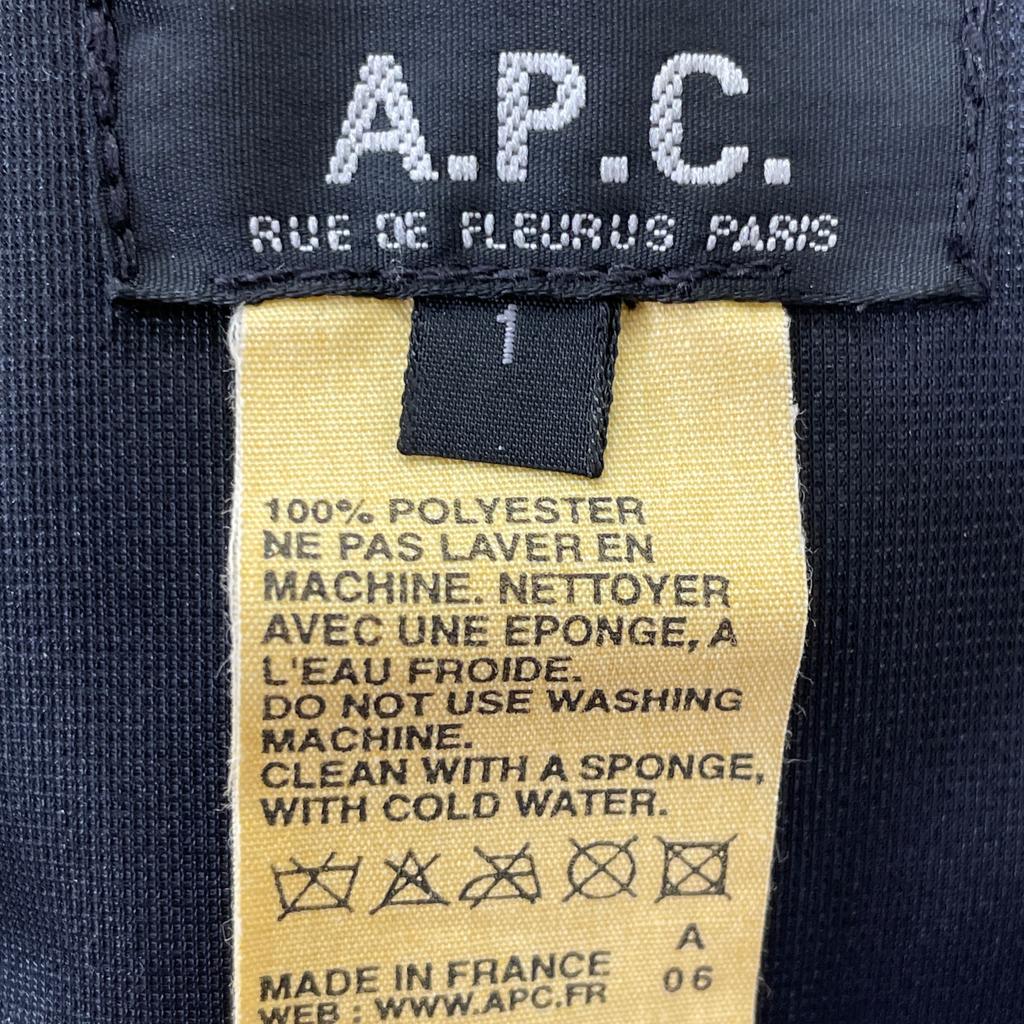 A.P.C.
RUE DE FLEURUS PARIS
1
100% POLYESTER
NE PAS LAVER EN
MACHINE. NETTOYER
AVEC UNE EPONGE, A
L'EAU FROIDE.
DO NOT USE WASHING
MACHINE.
CLEAN WITH A SPONGE,
WITH COLD WATER.
A
06
MADE IN FRANCE
WEB : WWW.APC.FR